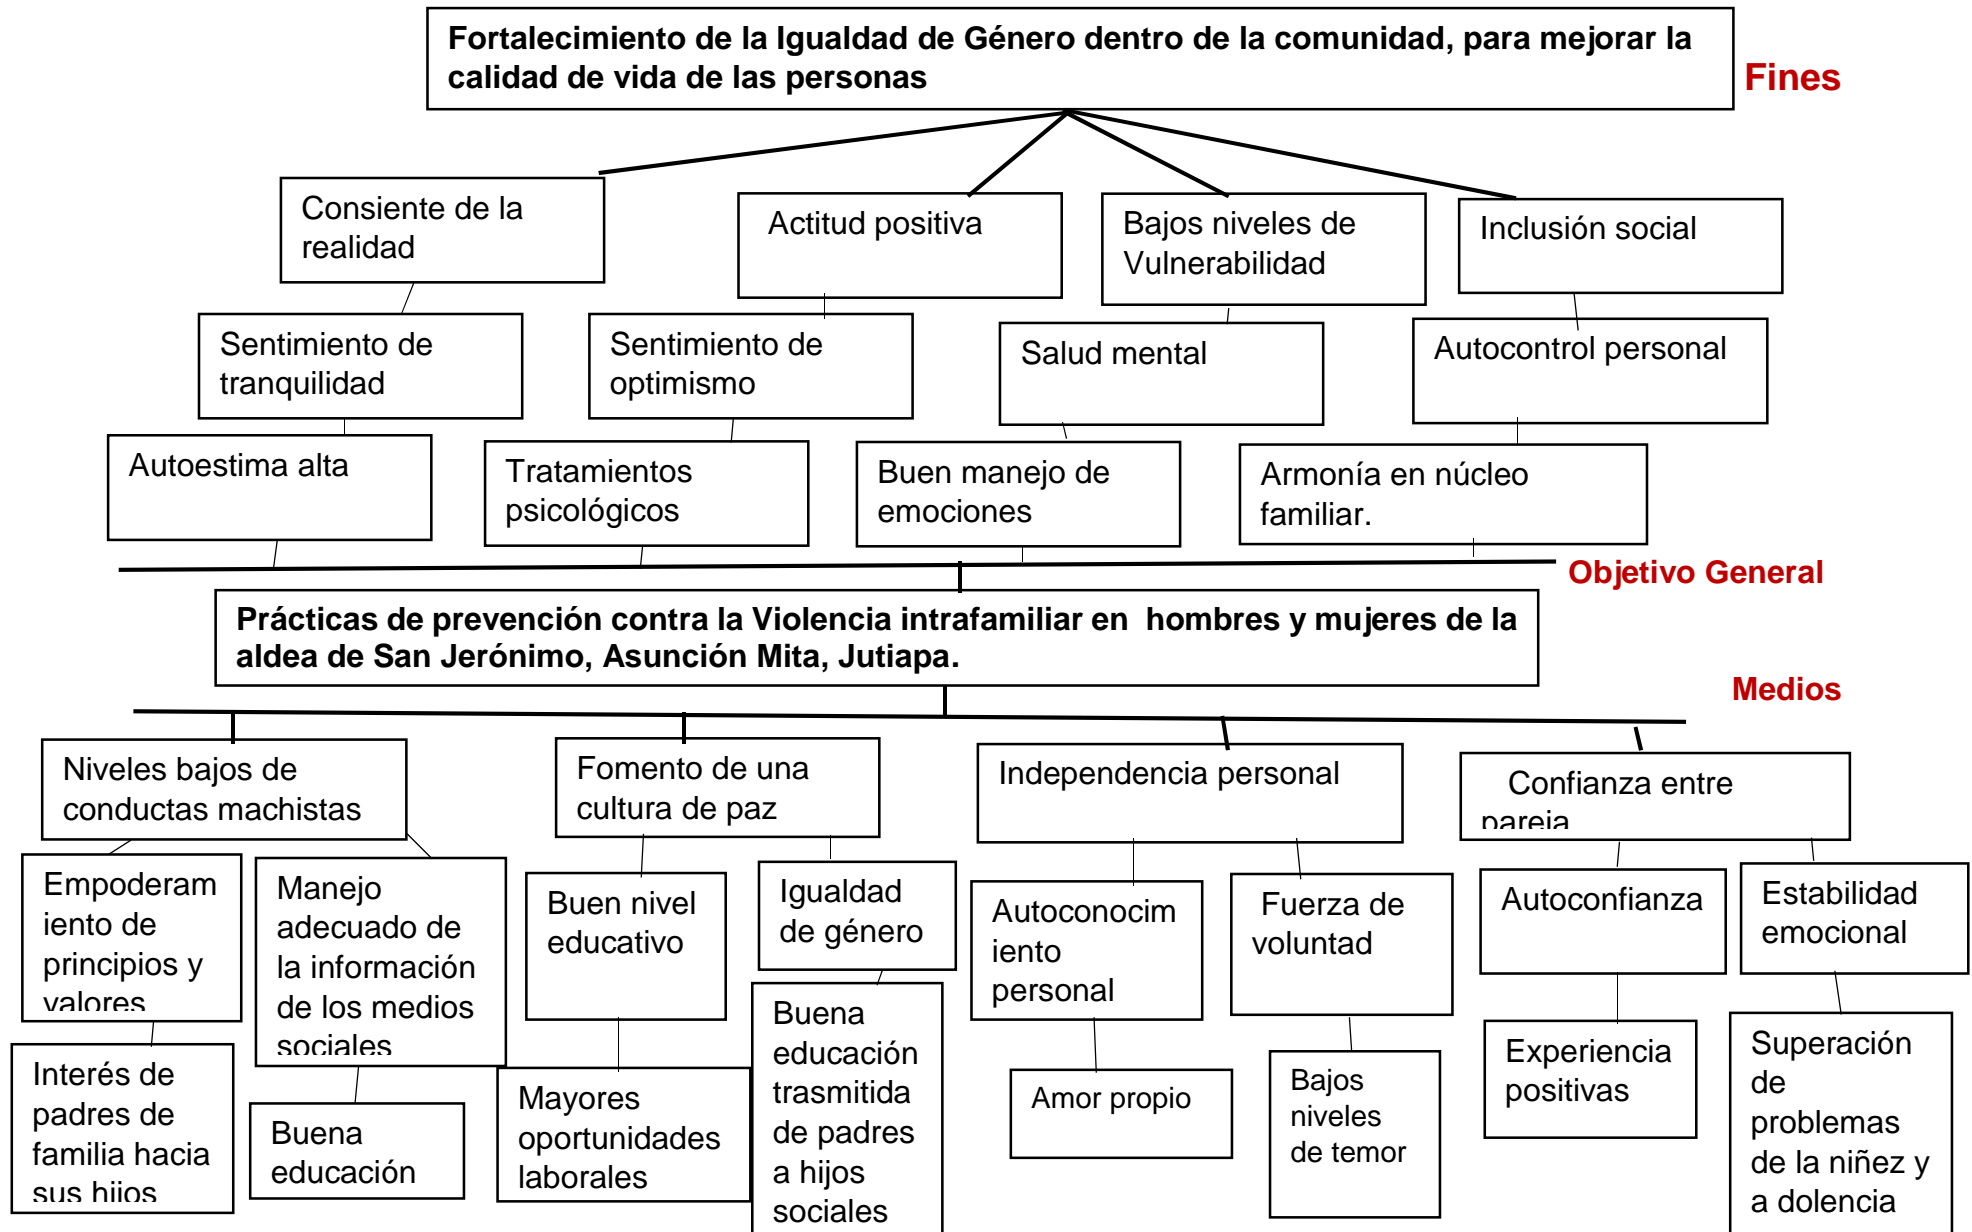 Fortalecimiento de la Igualdad de Género dentro de la comunidad, para mejorar la
calidad de vida de las personas
Fines
Consiente de la
realidad
Actitud positiva
Bajos niveles de
Vulnerabilidad
Inclusión social
Sentimiento de
tranquilidad
Sentimiento de
optimismo
Salud mental
Autocontrol personal
Autoestima alta
Tratamientos
psicológicos
Buen manejo de
emociones
Armonía en núcleo
familiar.
Objetivo General
Prácticas de prevención contra la Violencia intrafamiliar en  hombres y mujeres de la
aldea de San Jerónimo, Asunción Mita, Jutiapa.
Medios
Niveles bajos de
conductas machistas
Fomento de una
cultura de paz
Independencia personal
Confianza entre
pareja
Empoderam
iento de
principios y
valores
Manejo
adecuado de
la información
de los medios
sociales
Buen nivel
educativo
Igualdad
de género
Autoconocim
iento
personal
Fuerza de
voluntad
Autoconfianza
Estabilidad
emocional
Interés de
padres de
familia hacia
sus hijos
Buena
educación
Mayores
oportunidades
laborales
Buena
educación
trasmitida
de padres
a hijos
sociales
Amor propio
Bajos
niveles
de temor
Experiencia
positivas
Superación
de
problemas
de la niñez y
a dolencia